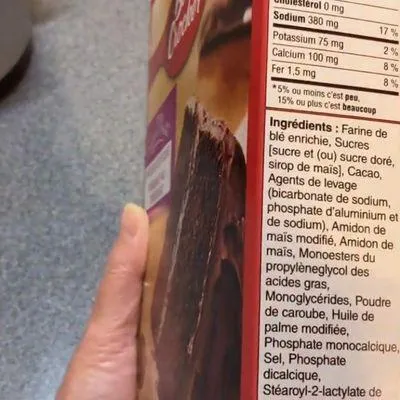 Cholestérol 0 mg
Sodium 380 mg 17 %
Potassium 75 mg 2 %
Calcium 100 mg 8 %
Fer 1,5 mg 8 %
*5% ou moins c'est peu,
15% ou plus c'est beaucoup
Ingrédients : Farine de
blé enrichie, Sucres
[sucre et (ou) sucre doré,
sirop de maïs], Cacao,
Agents de levage
(bicarbonate de sodium,
phosphate d'aluminium et
de sodium), Amidon de
maïs modifié, Amidon de
maïs, Monoesters du
propylèneglycol des
acides gras,
Monoglycérides, Poudre
de caroube, Huile de
palme modifiée,
Phosphate monocalcique,
Sel, Phosphate
dicalcique,
Stéaroyl-2-lactylate de